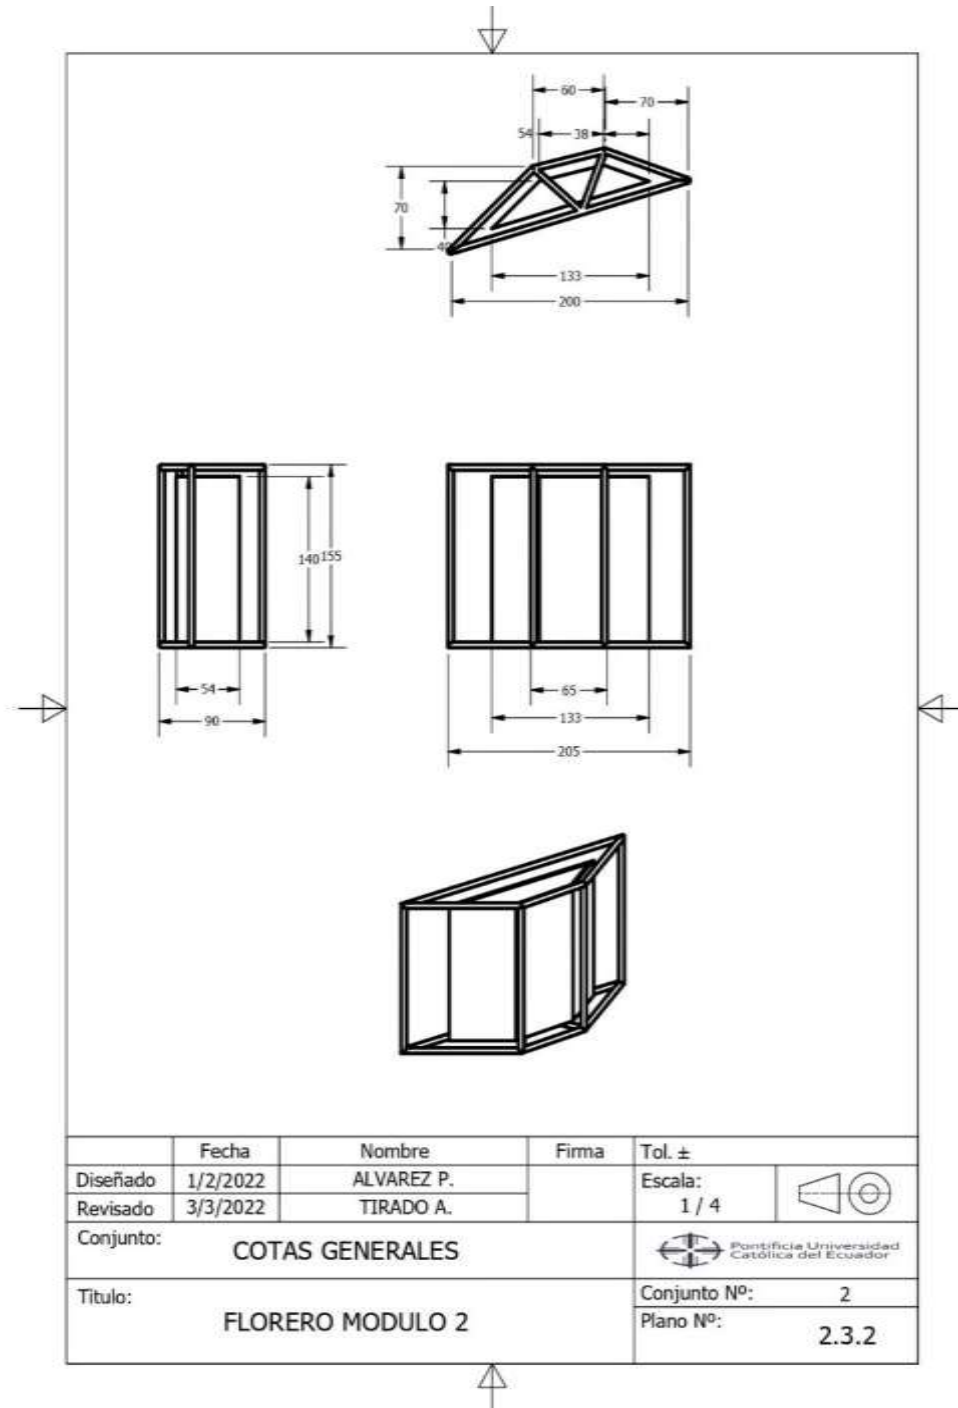 60
70
54
38
70
40
133
200
140
155
54
90
65
133
205
Fecha Nombre Firma Tol. ±
Diseñado 1/2/2022 ALVAREZ P. Escala:
Revisado 3/3/2022 TIRADO A. 1 / 4
Conjunto: COTAS GENERALES
Pontificia Universidad
Católica del Ecuador
Titulo: FLORERO MODULO 2
Conjunto Nº: 2
Plano Nº: 2.3.2